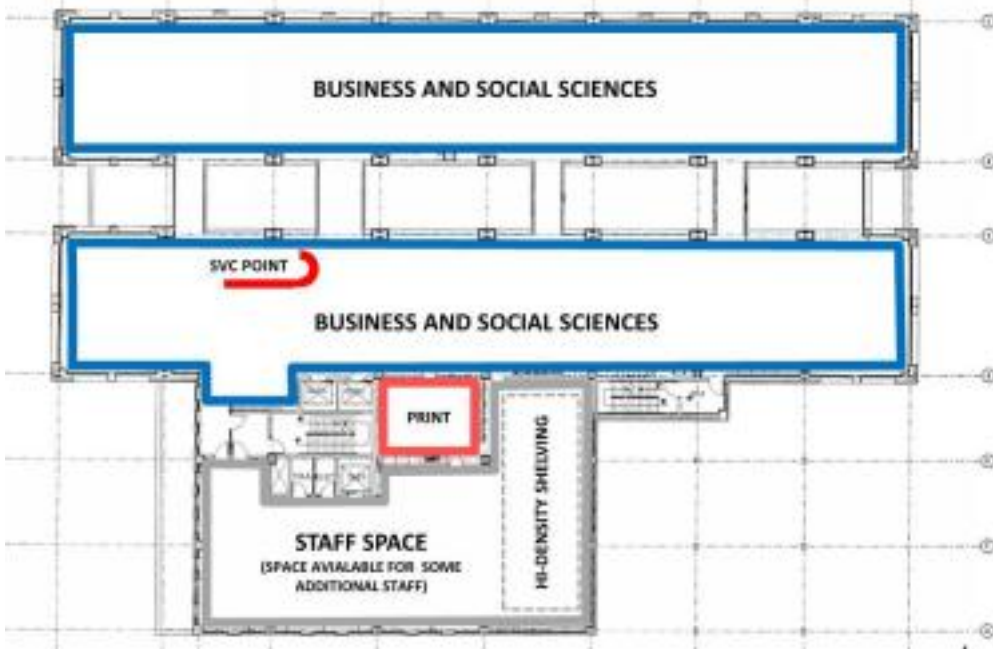 BUSINESS AND SOCIAL SCIENCES
SVC POINT
BUSINESS AND SOCIAL SCIENCES
PRINT
HI-DENSITY SHELVING
STAFF SPACE
(SPACE AVIALABLE FOR SOME
ADDITIONAL STAFF)